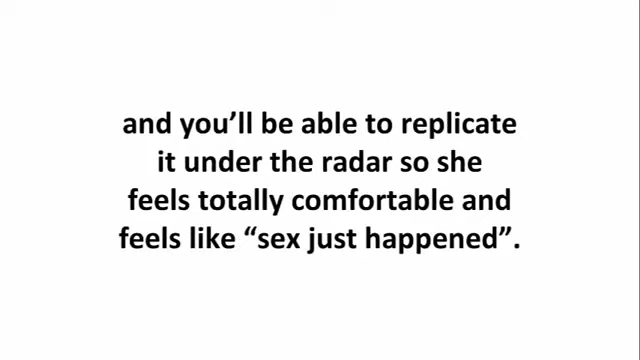 and you’ll be able to replicate
it under the radar so she
feels totally comfortable and
feels like “sex just happened”.